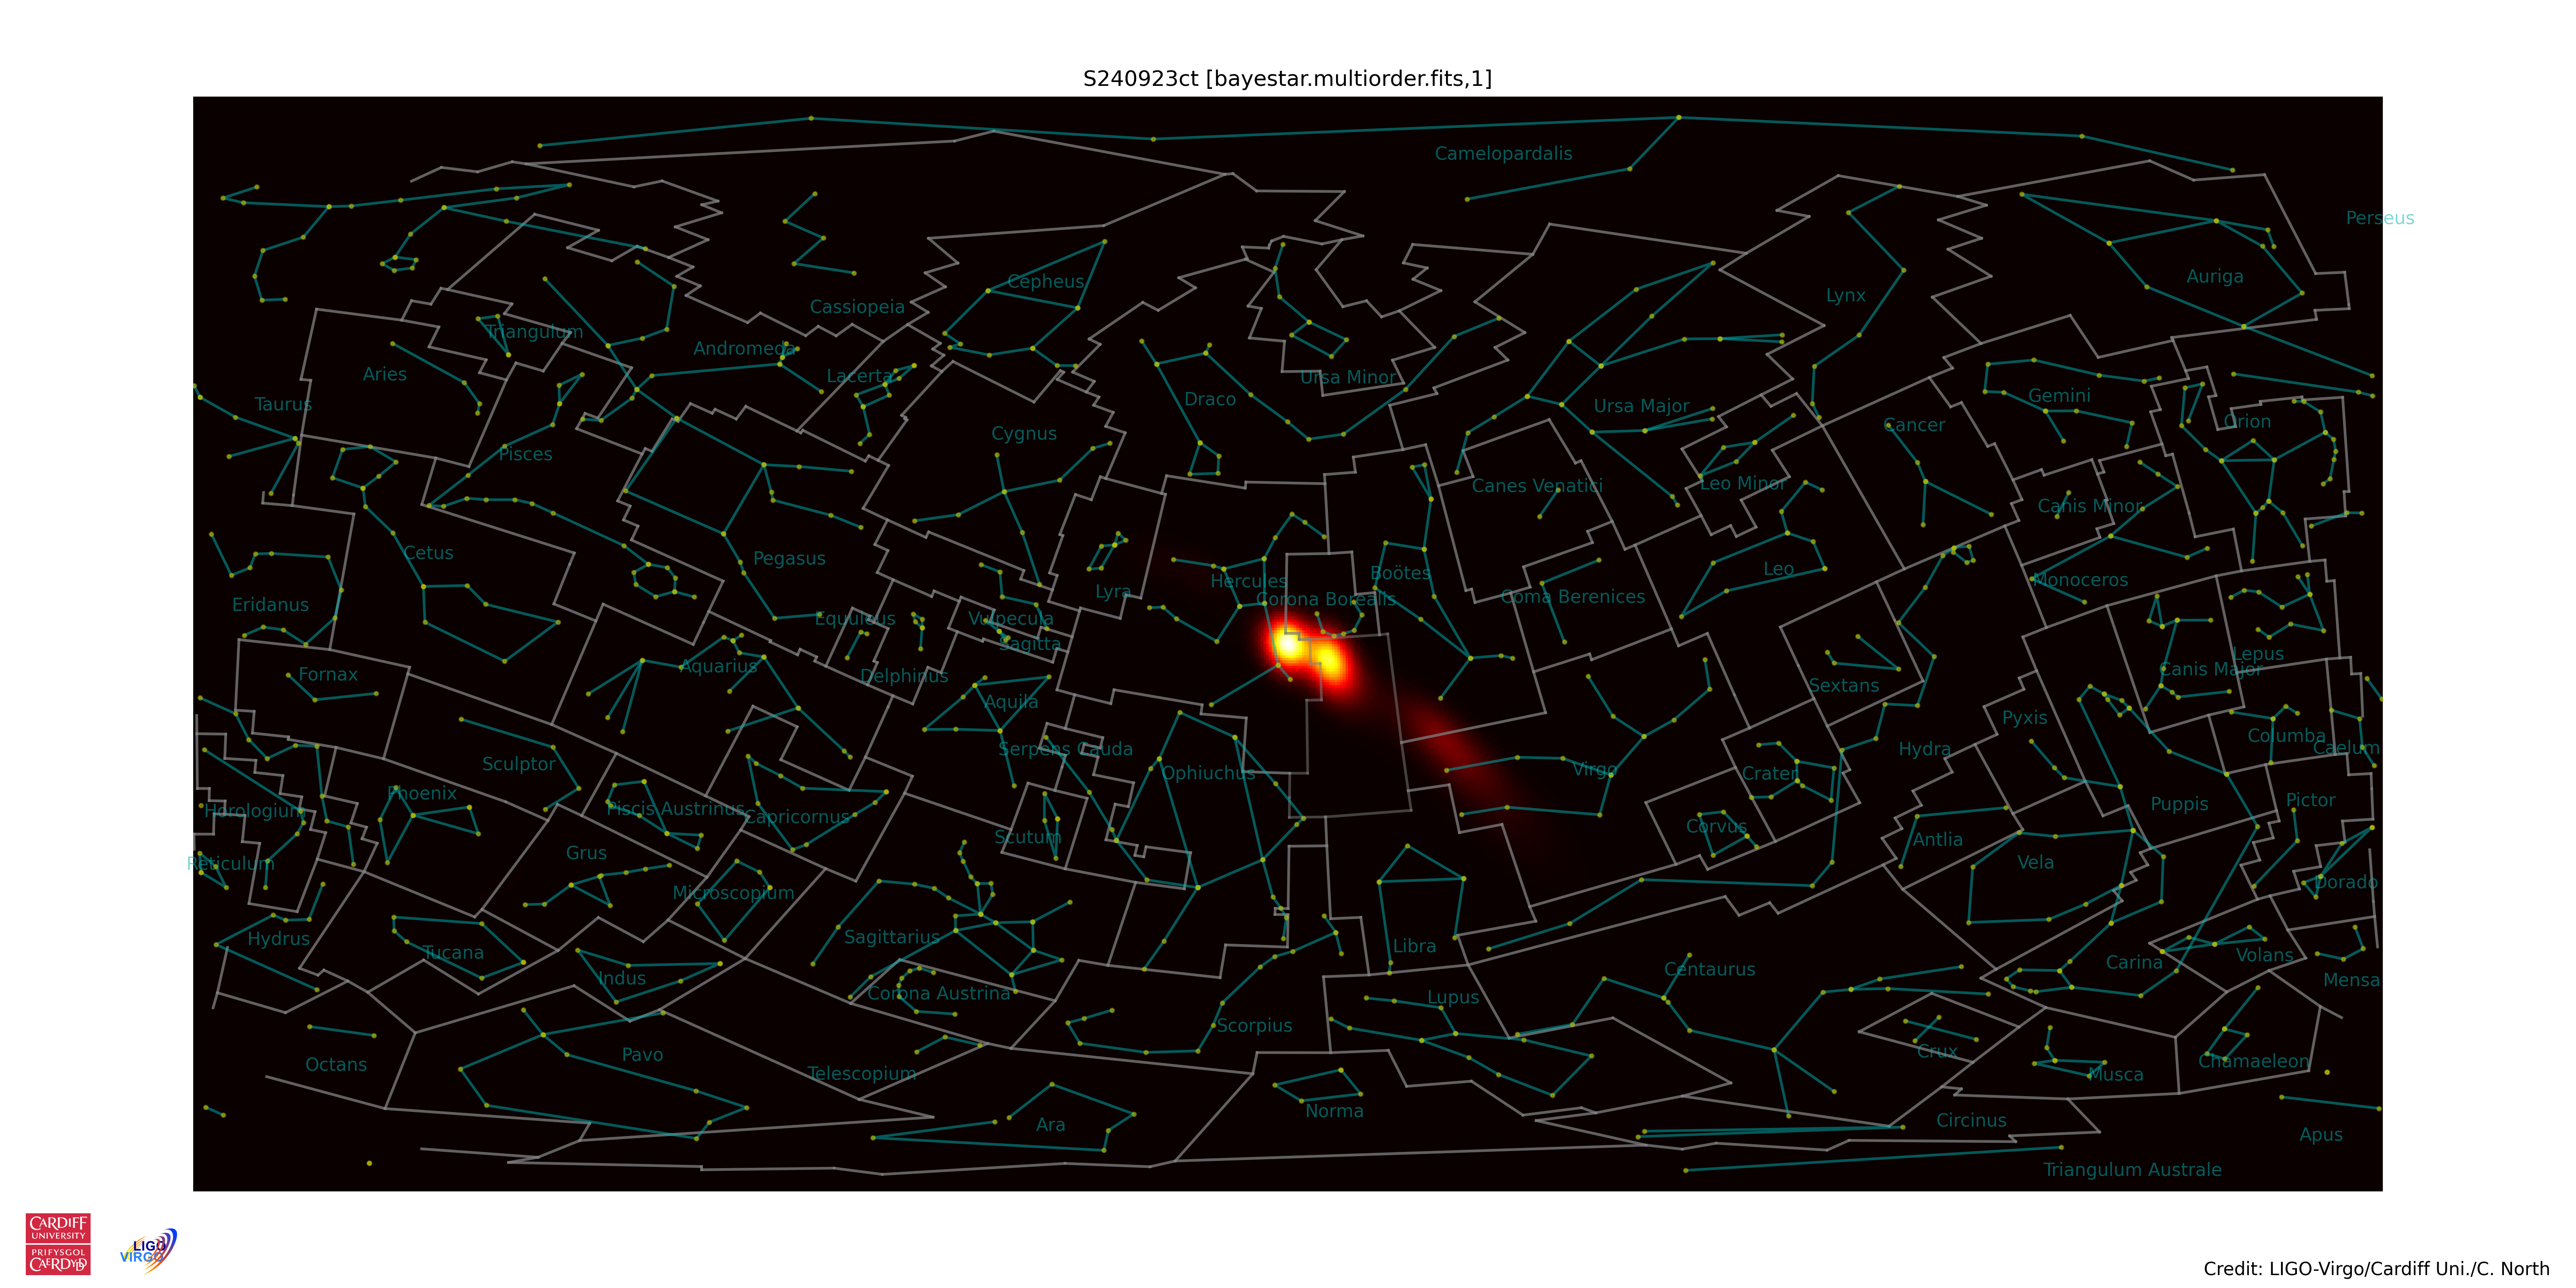 S240923ct [bayestar.multiorder.fits,1]
Camelopardalis
Perseus
Cepheus
Auriga
Lynx
Cassiopeia
Triangulum
Andromeda
Aries
Lacerta
Ursa Minor
Draco
Gemini
Taurus
Ursa Major
Orion
Cancer
Cygnus
Pisces
Leo Minor
Canes Venatici
Canis Minor
Cetus
Pegasus
Leo
Boötes
Hercules
Monoceros
Lyra
Corona Borealis
Coma Berenices
Eridanus
Equuleus
Vulpecula
Sagitta
Lepus
Aquarius
Canis Major
Fornax
Delphinus
Sextans
Aquila
Pyxis
Columba
Caelum
Serpens Cauda
Hydra
Sculptor
Virgo
Ophiuchus
Crater
Phoenix
Pictor
Puppis
Horologium
Piscis Austrinus
Capricornus
Corvus
Scutum
Antlia
Grus
Reticulum
Vela
Dorado
Microscopium
Hydrus
Sagittarius
Libra
Tucana
Volans
Carina
Centaurus
Indus
Mensa
Corona Austrina
Lupus
Scorpius
Crux
Pavo
Octans
Chamaeleon
Telescopium
Musca
Norma
Circinus
Ara
Apus
Triangulum Australe
CARDIFF
UNIVERSITY
PRIFYSGOL
CAERDYDD
LIGO
VIRGO
Credit: LIGO-Virgo/Cardiff Uni./C. North